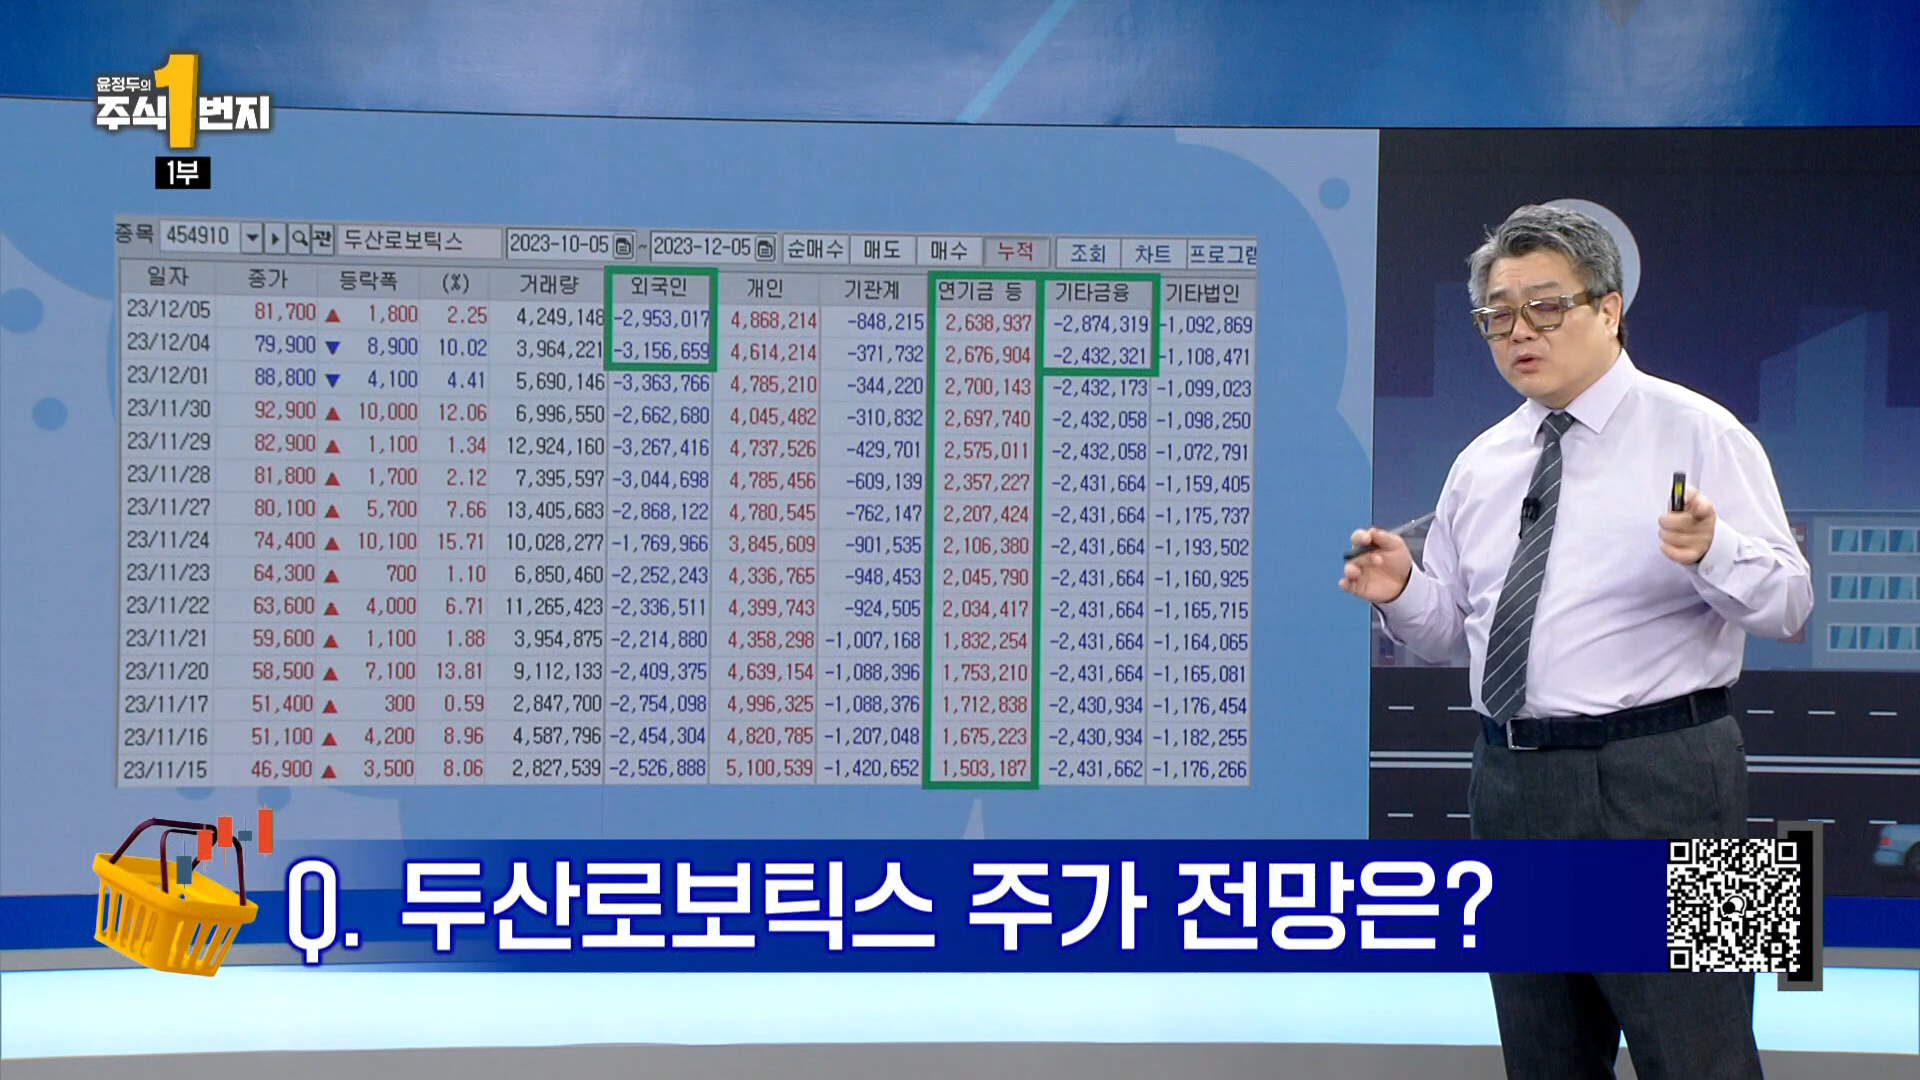 윤정두의
주식1번지
1부
종목 454910 관 두산로보틱스 2023-10-05 ~ 2023-12-05 순매수 매도 매수 누적 조회 차트 프로그램
일자 종가 등락폭 (%) 거래량 외국인 개인 기관계 연기금 등 기타금융 기타법인
23/12/05 81,700 ▲ 1,800 2.25 4,249,148 -2,953,017 4,868,214 -848,215 2,638,937 -2,874,319 -1,092,869
23/12/04 79,900 ▼ 8,900 10.02 3,964,221 -3,156,659 4,614,214 -371,732 2,676,904 -2,432,321 -1,108,471
23/12/01 88,800 ▼ 4,100 4.41 5,690,146 -3,363,766 4,785,210 -344,220 2,700,143 -2,432,173 -1,099,023
23/11/30 92,900 ▲ 10,000 12.06 6,996,550 -2,662,680 4,045,482 -310,832 2,697,740 -2,432,058 -1,098,250
23/11/29 82,900 ▲ 1,100 1.34 12,924,160 -3,267,416 4,737,526 -429,701 2,575,011 -2,432,058 -1,072,791
23/11/28 81,800 ▲ 1,700 2.12 7,395,597 -3,044,698 4,785,456 -609,139 2,357,227 -2,431,664 -1,159,405
23/11/27 80,100 ▲ 5,700 7.66 13,405,683 -2,868,122 4,780,545 -762,147 2,207,424 -2,431,664 -1,175,737
23/11/24 74,400 ▲ 10,100 15.71 10,028,277 -1,769,966 3,845,609 -901,535 2,106,380 -2,431,664 -1,193,502
23/11/23 64,300 ▲ 700 1.10 6,850,460 -2,252,243 4,336,765 -948,453 2,045,790 -2,431,664 -1,160,925
23/11/22 63,600 ▲ 4,000 6.71 11,265,423 -2,336,511 4,399,743 -924,505 2,034,417 -2,431,664 -1,165,715
23/11/21 59,600 ▲ 1,100 1.88 3,954,875 -2,214,880 4,358,298 -1,007,168 1,832,254 -2,431,664 -1,164,065
23/11/20 58,500 ▲ 7,100 13.81 9,112,133 -2,409,375 4,639,154 -1,088,396 1,753,210 -2,431,664 -1,165,081
23/11/17 51,400 ▲ 300 0.59 2,847,700 -2,754,098 4,996,325 -1,088,376 1,712,838 -2,430,934 -1,176,454
23/11/16 51,100 ▲ 4,200 8.96 4,587,796 -2,454,304 4,820,785 -1,207,048 1,675,223 -2,430,934 -1,182,255
23/11/15 46,900 ▲ 3,500 8.06 2,827,539 -2,526,888 5,100,539 -1,420,652 1,503,187 -2,431,662 -1,176,266
Q. 두산로보틱스 주가 전망은?